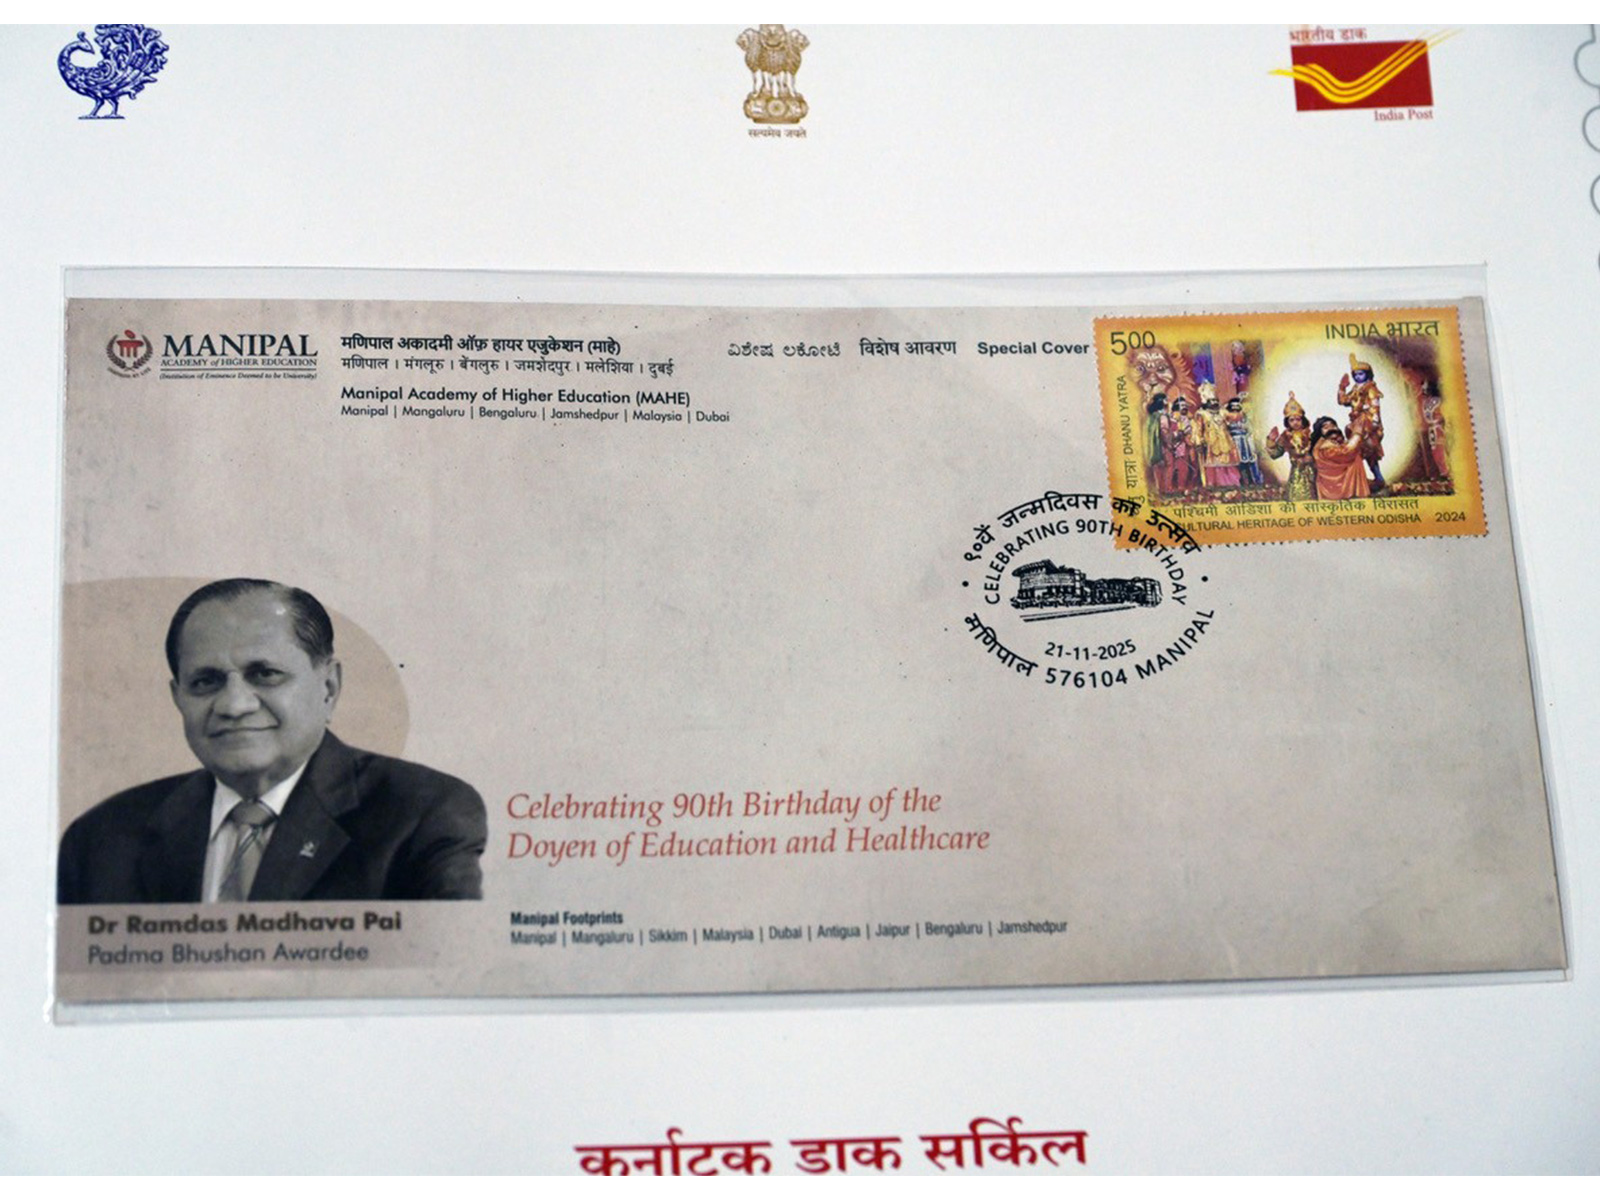 सत्यमेव जयते
भारतीय डाक
India Post
MANIPAL
ACADEMY of HIGHER EDUCATION
(Institution of Eminence Deemed to be University)
मणिपाल अकादमी ऑफ़ हायर एजुकेशन (माहे)
मणिपाल । मंगलूरु । बेंगलुरु । जमशेदपुर । मलेशिया । दुबई
Manipal Academy of Higher Education (MAHE)
Manipal | Mangaluru | Bengaluru | Jamshedpur | Malaysia | Dubai
ವಿಶೇಷ ಲಕೋಟೆ विशेष आवरण Special Cover
500 INDIA भारत
यात्रा DHANU YATRA
पश्चिमी ओडिशा की सांस्कृतिक विरासत
CULTURAL HERITAGE OF WESTERN ODISHA 2024
९०वें जन्मदिवस का उत्सव
CELEBRATING 90TH BIRTHDAY
21-11-2025
मणिपाल 576104 MANIPAL
Celebrating 90th Birthday of the
Doyen of Education and Healthcare
Dr Ramdas Madhava Pai
Padma Bhushan Awardee
Manipal Footprints
Manipal | Mangaluru | Sikkim | Malaysia | Dubai | Antigua | Jaipur | Bengaluru | Jamshedpur
कर्नाटक डाक सर्किल